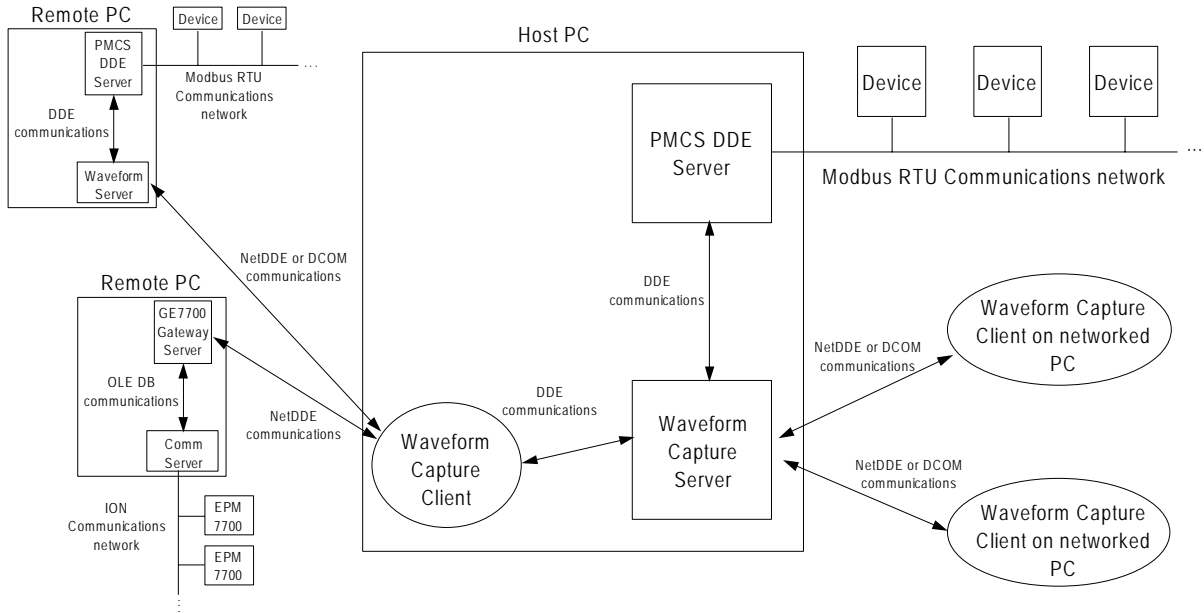 Remote PC
Device
Device
PMCS
DDE
Server
Modbus RTU
Communications
network
...
DDE
communications
Waveform
Server
Host PC
PMCS DDE
Server
Device
Device
Device
...
Modbus RTU Communications network
NetDDE or DCOM
communications
DDE
communications
Remote PC
GE7700
Gateway
Server
OLE DB
communications
Comm
Server
NetDDE
communications
ION
Communications
network
EPM
7700
EPM
7700
...
Waveform
Capture
Client
DDE
communications
Waveform
Capture
Server
NetDDE or DCOM
communications
Waveform Capture
Client on networked
PC
NetDDE or DCOM
communications
Waveform Capture
Client on networked
PC